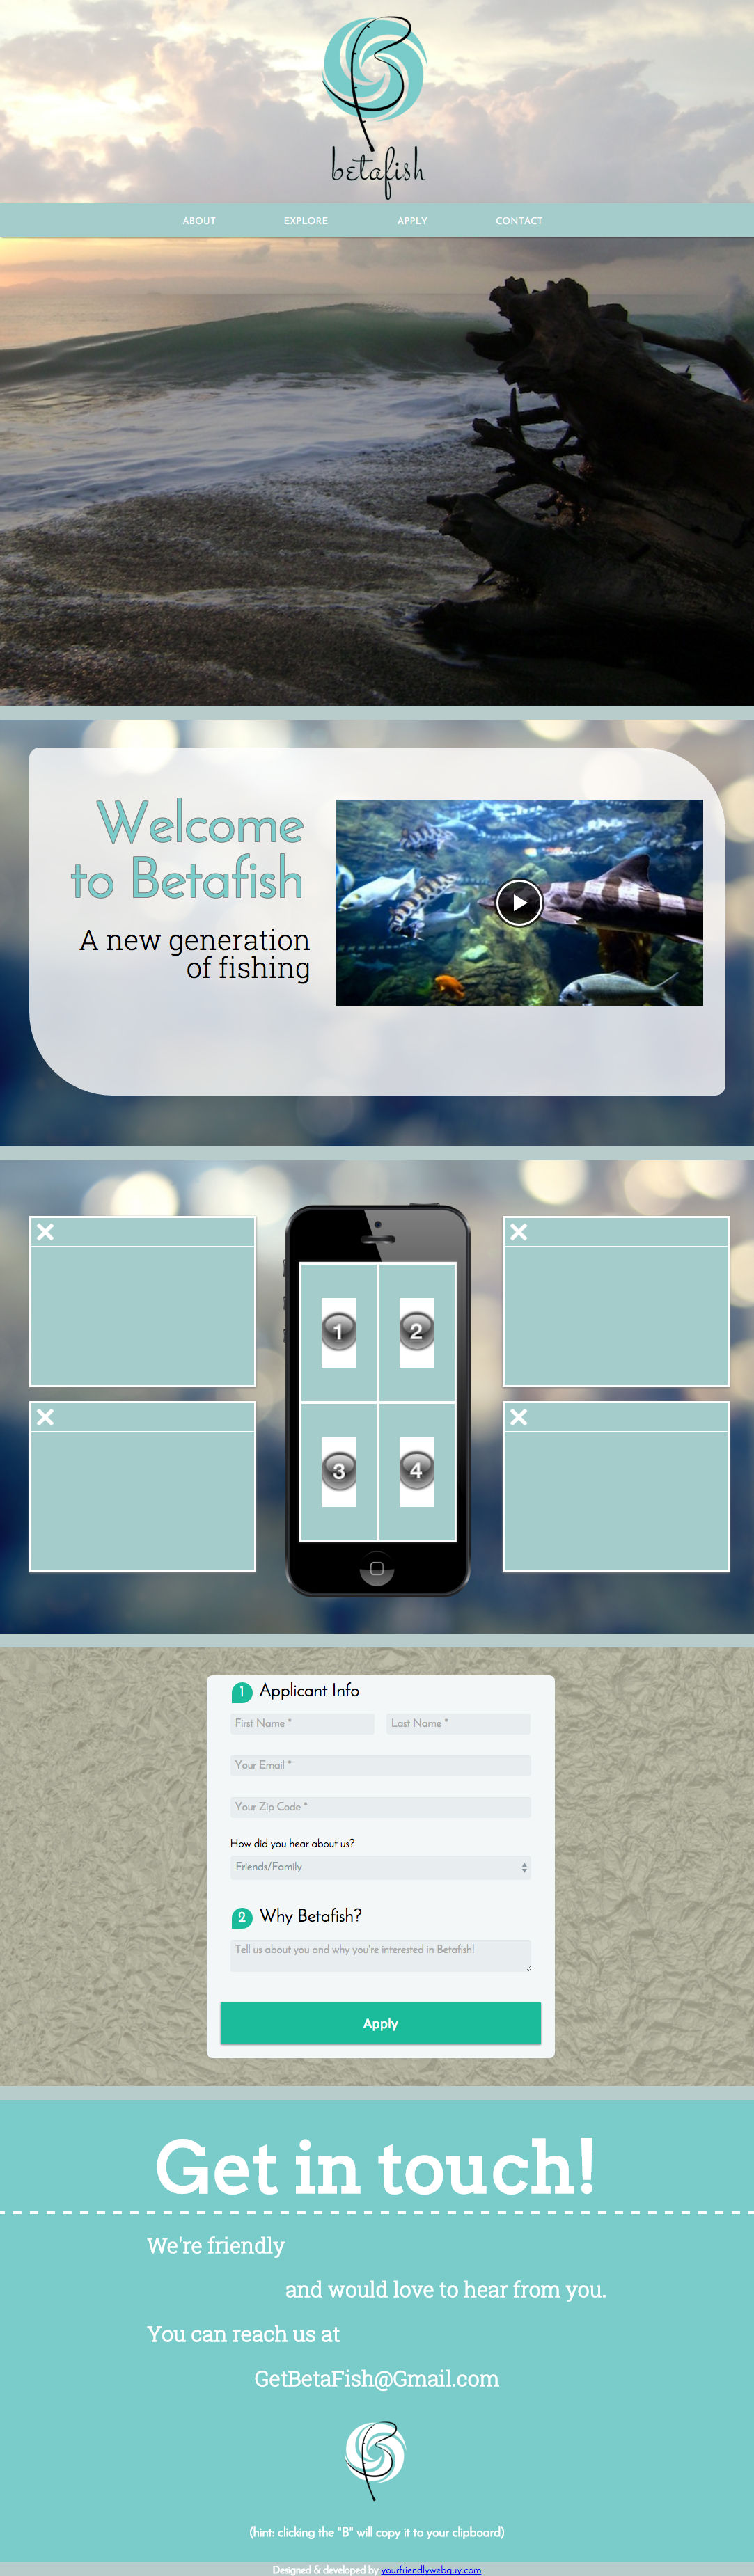 betafish
ABOUT EXPLORE APPLY CONTACT
Welcome
to Betafish
A new generation
of fishing
1 2
3 4
1 Applicant Info
First Name * Last Name *
Your Email *
Your Zip Code *
How did you hear about us?
Friends/Family
2 Why Betafish?
Tell us about you and why you're interested in Betafish!
Apply
Get in touch!
We're friendly
and would love to hear from you.
You can reach us at
GetBetaFish@Gmail.com
(hint: clicking the "B" will copy it to your clipboard)
Designed & developed by yourfriendlywebguy.com